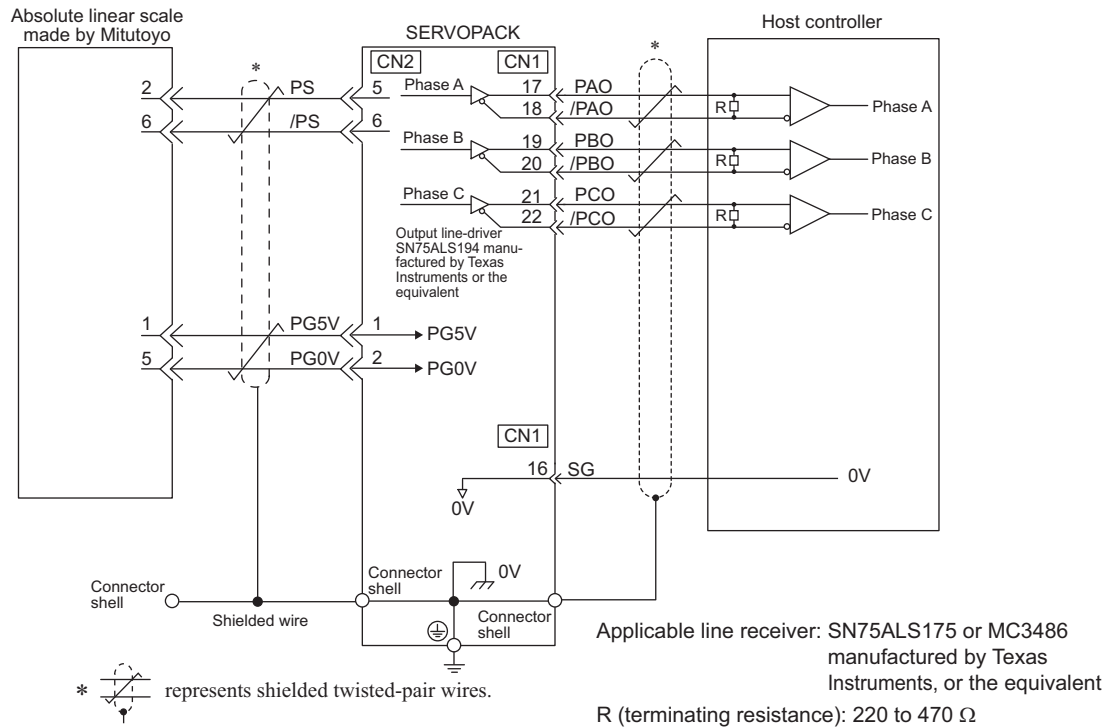 Absolute linear scale
made by Mitutoyo
SERVOPACK
Host controller
*
*
CN2
CN1
2
PS
5
Phase A
17
PAO
R
Phase A
18
/PAO
6
/PS
6
Phase B
19
PBO
R
Phase B
20
/PBO
Phase C
21
PCO
R
Phase C
22
/PCO
Output line-driver
SN75ALS194 manu-
factured by Texas
Instruments or the
equivalent
1
PG5V
1
PG5V
5
PG0V
2
PG0V
CN1
16
SG
0V
0V
Connector
shell
Shielded wire
Connector
shell
0V
Connector
shell
Applicable line receiver: SN75ALS175 or MC3486
manufactured by Texas
Instruments, or the equivalent
* represents shielded twisted-pair wires.
R (terminating resistance): 220 to 470 Ω